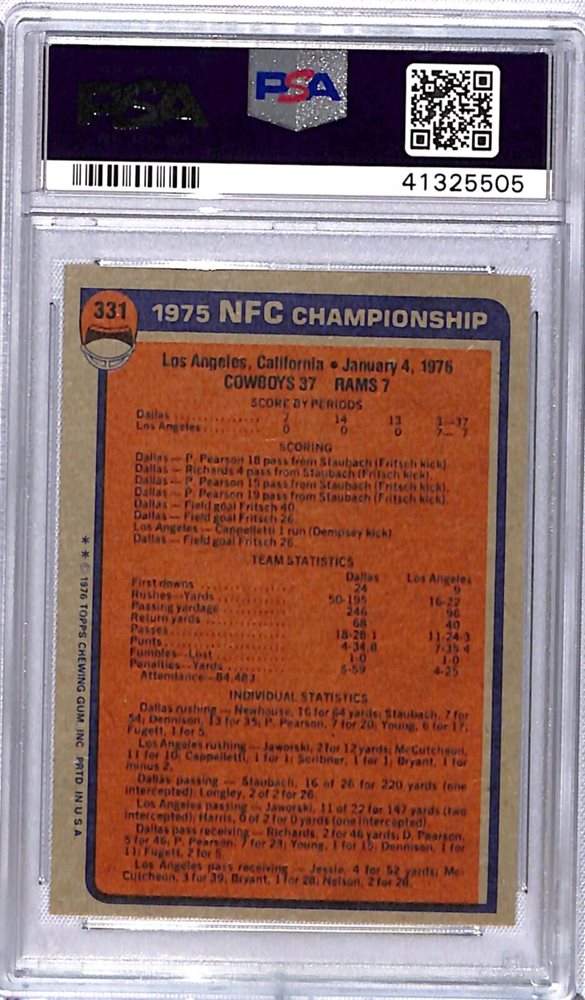 PSA
PSA
41325505
331
1975 NFC CHAMPIONSHIP
Los Angeles, California • January 4, 1976
COWBOYS 37 RAMS 7
SCORE BY PERIODS
Dallas 7 14 13 3—37
Los Angeles 0 0 0 7— 7
SCORING
Dallas — P. Pearson 18 pass from Staubach (Fritsch kick).
Dallas — Richards 4 pass from Staubach (Fritsch kick).
Dallas — P. Pearson 15 pass from Staubach (Fritsch kick).
Dallas — P. Pearson 19 pass from Staubach (Fritsch kick).
Dallas — Field goal Fritsch 40.
Dallas — Field goal Fritsch 26.
Los Angeles — Cappelletti 1 run (Dempsey kick)
Dallas — Field goal Fritsch 26.
TEAM STATISTICS
Dallas Los Angeles
First downs 24 9
Rushes—Yards 50-195 16-22
Passing yardage 246 96
Return yards 68 40
Passes 18-28-1 11-24-3
Punts 4-34.8 7-35.4
Fumbles—Lost 1-0 1-0
Penalties—Yards 5-59 4-25
Attendance—84,483
INDIVIDUAL STATISTICS
Dallas rushing — Newhouse, 16 for 64 yards; Staubach, 7 for
54; Dennison, 13 for 35; P. Pearson, 7 for 20; Young, 6 for 17;
Fugett, 1 for 5.
Los Angeles rushing — Jaworski, 2 for 12 yards; McCutcheon,
11 for 10; Cappelletti, 1 for 1; Scribner, 1 for 1; Bryant, 1 for
minus 2.
Dallas passing — Staubach, 16 of 26 for 220 yards (one
intercepted); Longley, 2 of 2 for 26.
Los Angeles passing — Jaworski, 11 of 22 for 147 yards (two
intercepted); Harris, 0 of 2 for 0 yards (one intercepted).
Dallas pass receiving — Richards, 2 for 46 yards; D. Pearson,
5 for 46; P. Pearson, 7 for 23; Young, 1 for 15; Dennison, 1 for
11; Fugett, 2 for 5.
Los Angeles pass receiving — Jessie, 4 for 52 yards; Mc-
Cutcheon, 3 for 39, Bryant, 1 for 28; Nelson, 2 for 28.
* * © 1976 TOPPS CHEWING GUM, INC. PRTD. IN U.S.A.